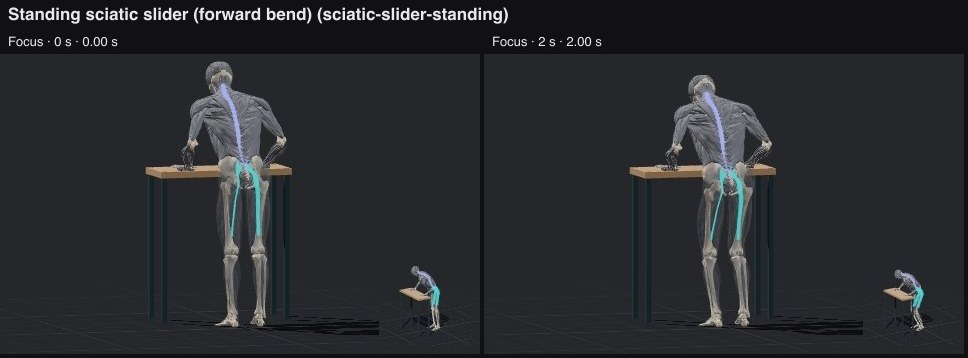 Standing sciatic slider (forward bend) (sciatic-slider-standing)
Focus · 0 s · 0.00 s
Focus · 2 s · 2.00 s